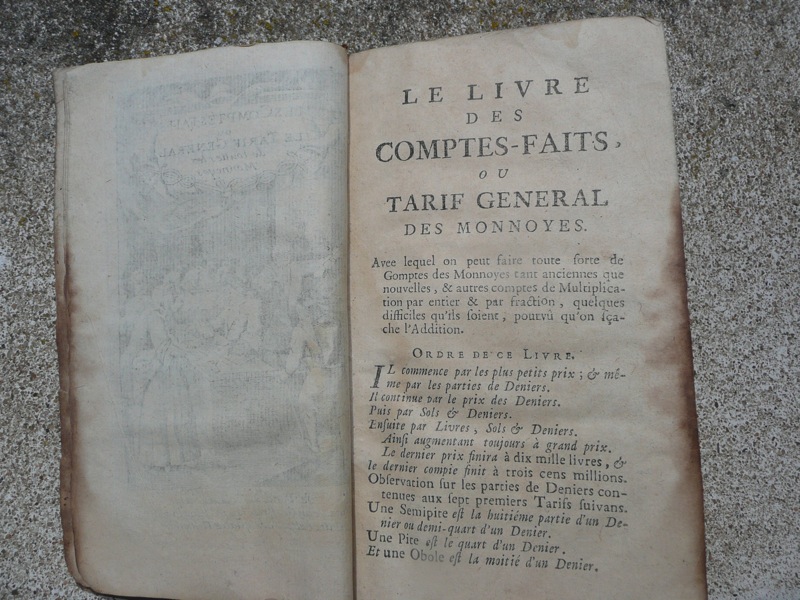 LE LIVRE
DES
COMPTES-FAITS,
OU
TARIF GENERAL
DES MONNOYES.
Avec lequel on peut faire toute sorte de
Comptes des Monnoyes tant anciennes que
nouvelles, & autres comptes de Multiplica-
tion par entier & par fraction, quelques
difficiles qu'ils soient, pourvû qu'on sça-
che l'Addition.
ORDRE DE CE LIVRE.
IL commence par les plus petits prix; & mê-
me par les parties de Deniers.
Il continue par le prix des Deniers.
Puis par Sols & Deniers.
Ensuite par Livres, Sols & Deniers.
Ainsi augmentant toujours à grand prix.
Le dernier prix finira à dix mille livres, &
le dernier compte finit à trois cens millions.
Observation sur les parties de Deniers con-
tenues aux sept premiers Tarifs suivans.
Une Semipite est la huitiéme partie d'un De-
nier ou demi-quart d'un Denier.
Une Pite est le quart d'un Denier.
Et une Obole est la moitié d'un Denier.